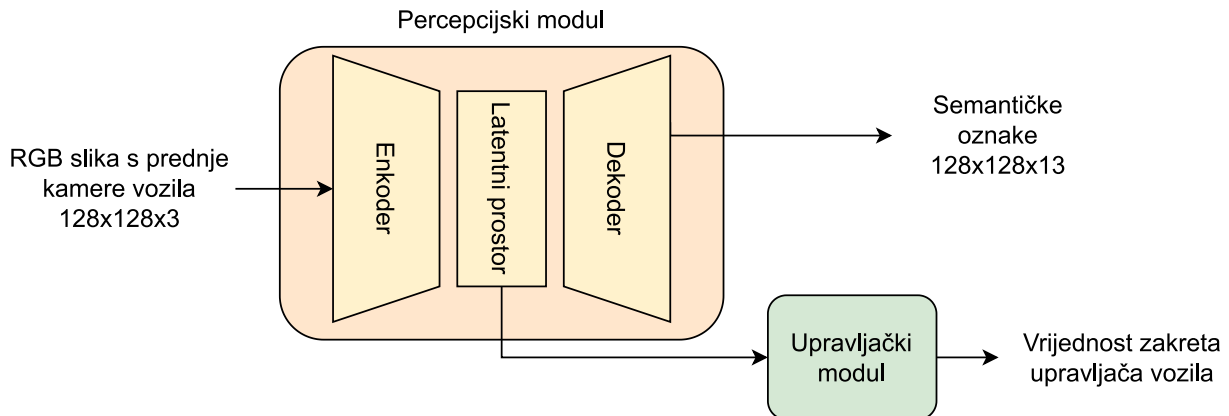 Percepcijski modul
RGB slika s prednje
kamere vozila
128x128x3
Enkoder
Latentni prostor
Dekoder
Semantičke
oznake
128x128x13
Upravljački
modul
Vrijednost zakreta
upravljača vozila